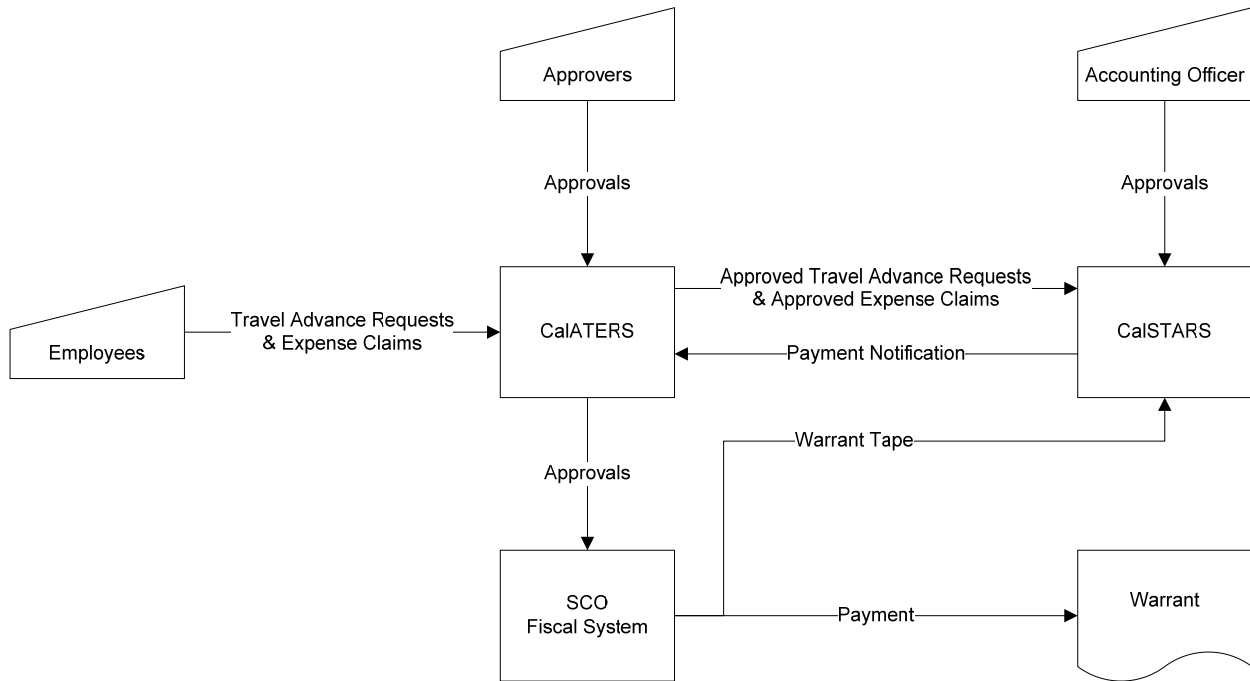 Approvers
Accounting Officer
Approvals
Approvals
Approved Travel Advance Requests
& Approved Expense Claims
Travel Advance Requests
& Expense Claims
Employees
CalATERS
CalSTARS
Payment Notification
Warrant Tape
Approvals
SCO
Fiscal System
Payment
Warrant